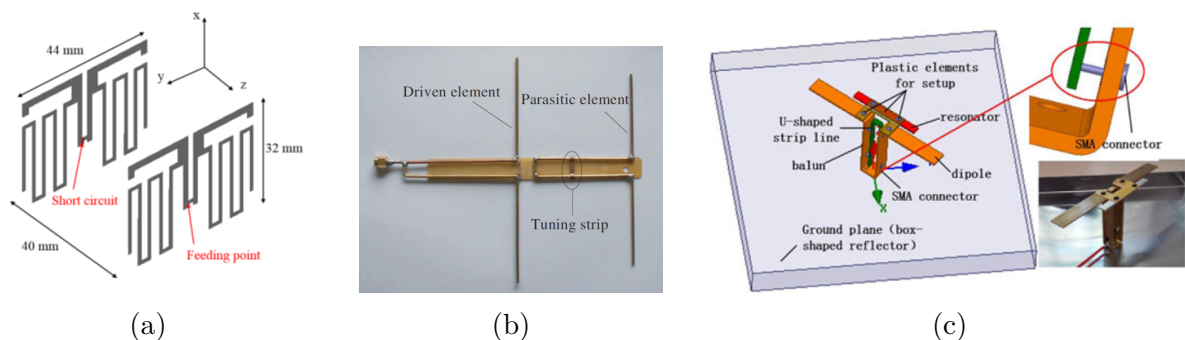 44 mm
x
y
z
32 mm
Short circuit
40 mm
Feeding point
(a)
Driven element
Parasitic element
Tuning strip
(b)
Plastic elements
for setup
U-shaped
strip line
resonator
balun
dipole
SMA connector
x
Ground plane (box-
shaped reflector)
SMA connector
(c)